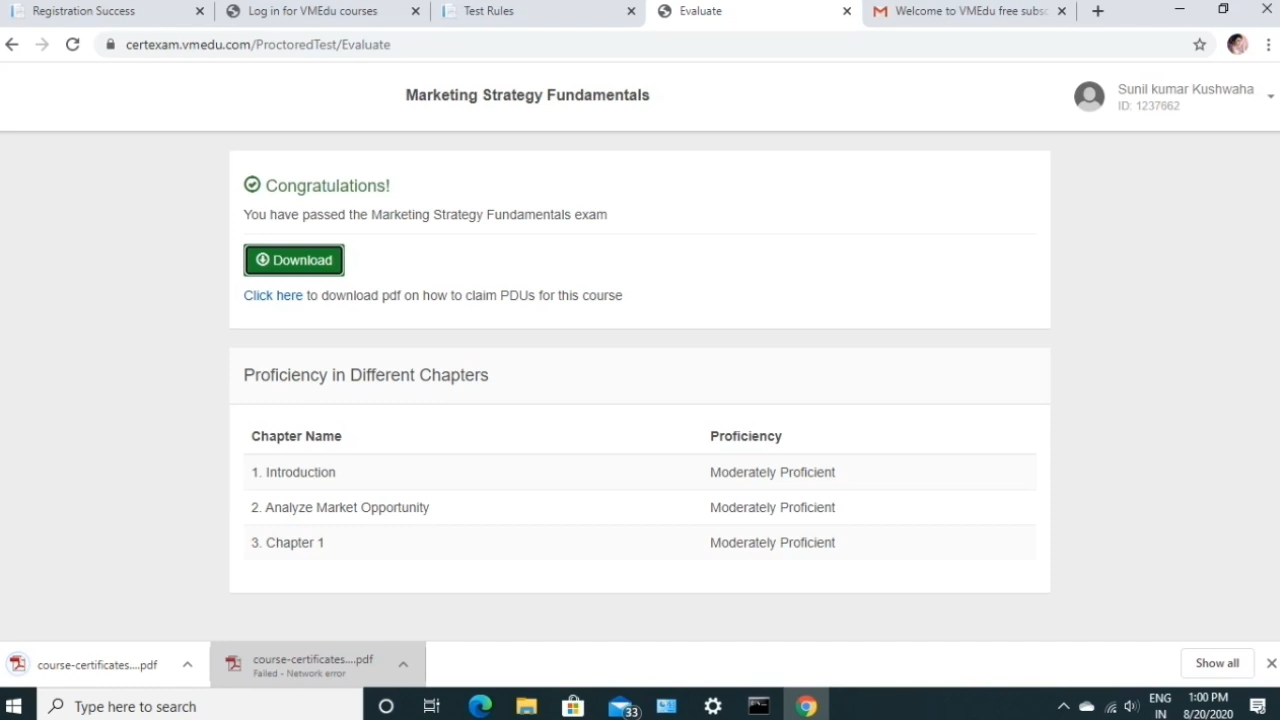 Registration Success
Log in for VMEdu courses
Test Rules
Evaluate
Welcome to VMEdu free subsc
certexam.vmedu.com/ProctoredTest/Evaluate
Marketing Strategy Fundamentals
Sunil kumar Kushwaha
ID: 1237662
Congratulations!
You have passed the Marketing Strategy Fundamentals exam
Download
Click here to download pdf on how to claim PDUs for this course
Proficiency in Different Chapters
Chapter Name Proficiency
1. Introduction Moderately Proficient
2. Analyze Market Opportunity Moderately Proficient
3. Chapter 1 Moderately Proficient
course-certificates....pdf
course-certificates....pdf
Failed - Network error
Show all
Type here to search
33
ENG
IN
1:00 PM
8/20/2020